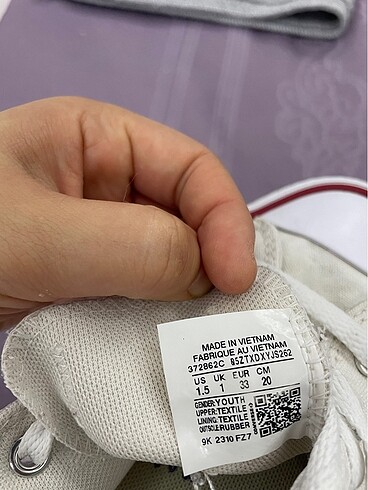 MADE IN VIETNAM
FABRIQUE AU VIETNAM
372862C 95ZTXDXYJS262
US UK EUR CM
1.5 1 33 20
GENDER:YOUTH
UPPER:TEXTILE
LINING:TEXTILE
OUTSOLE:RUBBER
9K 2310 FZ7